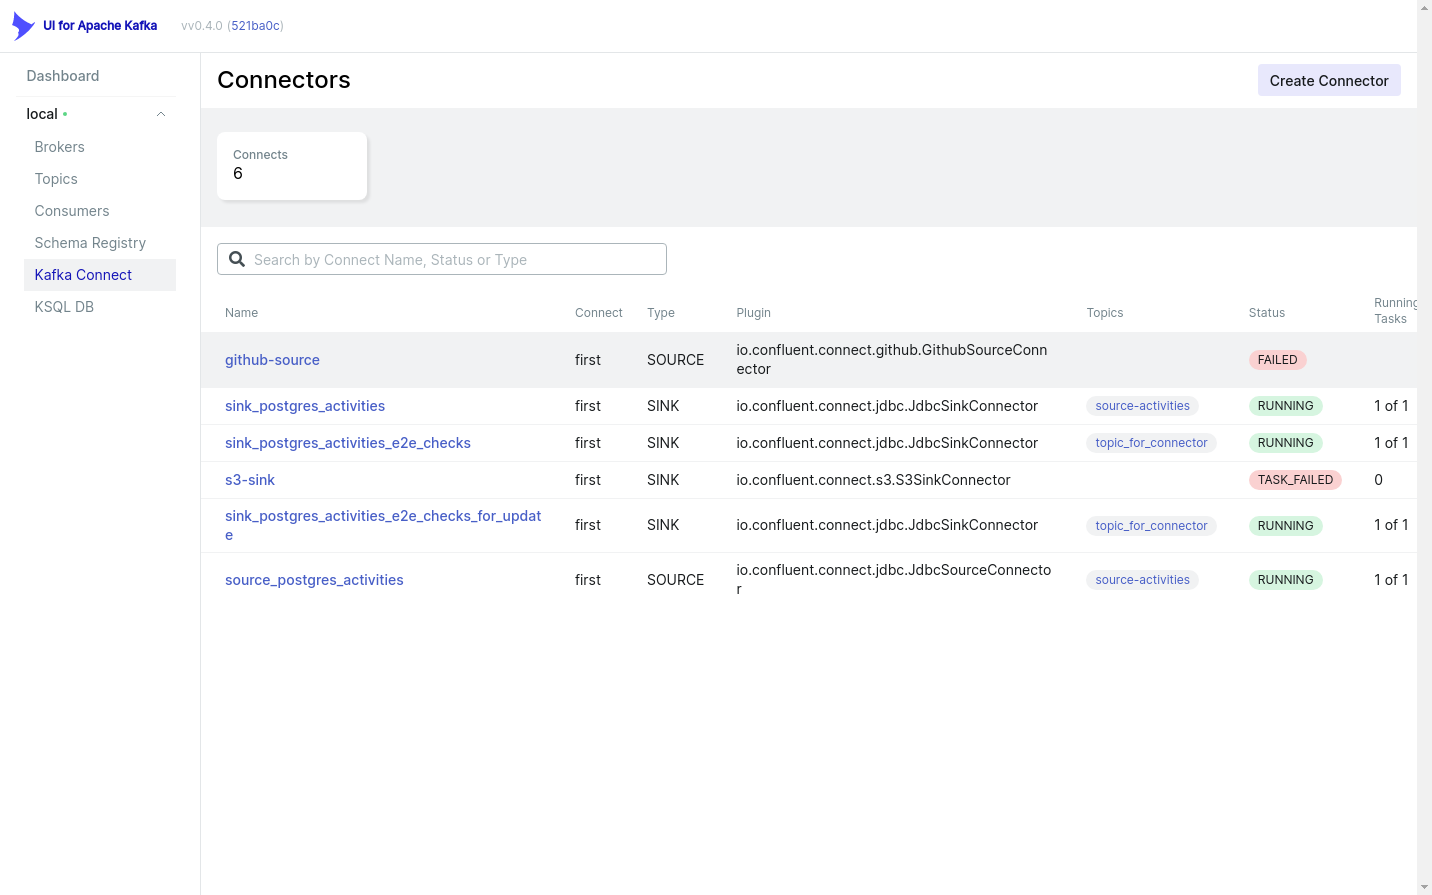 UI for Apache Kafka
vv0.4.0 (521ba0c)
Dashboard
local
Brokers
Topics
Consumers
Schema Registry
Kafka Connect
KSQL DB
Connectors
Create Connector
Connects
6
Search by Connect Name, Status or Type
Name Connect Type Plugin Topics Status Running Tasks
github-source first SOURCE io.confluent.connect.github.GithubSourceConn
ector FAILED
sink_postgres_activities first SINK io.confluent.connect.jdbc.JdbcSinkConnector source-activities RUNNING 1 of 1
sink_postgres_activities_e2e_checks first SINK io.confluent.connect.jdbc.JdbcSinkConnector topic_for_connector RUNNING 1 of 1
s3-sink first SINK io.confluent.connect.s3.S3SinkConnector TASK_FAILED 0
sink_postgres_activities_e2e_checks_for_updat
e first SINK io.confluent.connect.jdbc.JdbcSinkConnector topic_for_connector RUNNING 1 of 1
source_postgres_activities first SOURCE io.confluent.connect.jdbc.JdbcSourceConnecto
r source-activities RUNNING 1 of 1